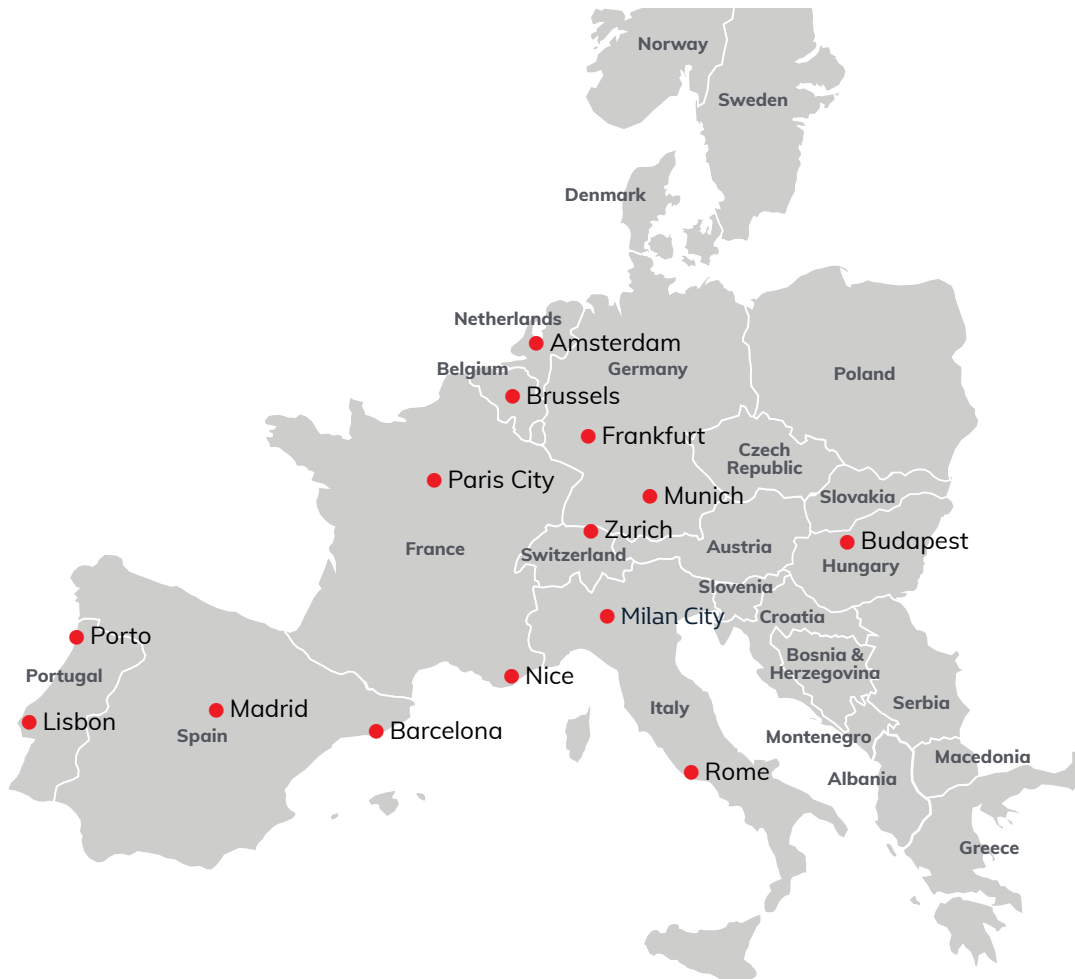 Norway
Sweden
Denmark
Netherlands
Amsterdam
Belgium
Germany
Poland
Brussels
Frankfurt
Czech
Republic
Paris City
Munich
Slovakia
Zurich
France
Switzerland
Austria
Budapest
Hungary
Slovenia
Milan City
Croatia
Porto
Bosnia &
Herzegovina
Portugal
Nice
Serbia
Italy
Madrid
Lisbon
Spain
Barcelona
Montenegro
Macedonia
Rome
Albania
Greece